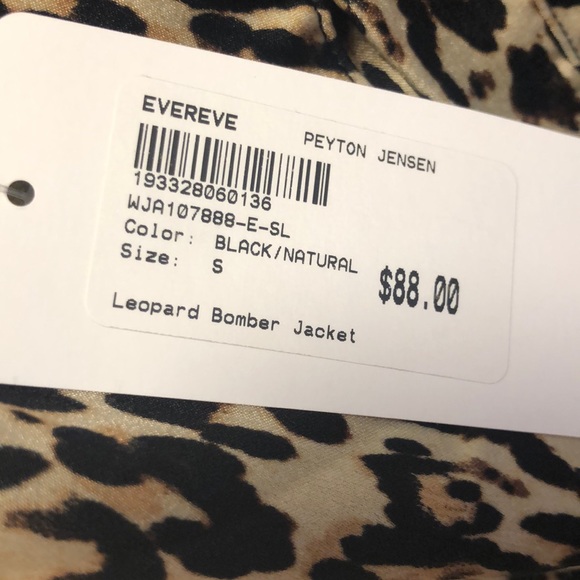 EVEREVE
PEYTON JENSEN
193328060136
WJA107888-E-SL
Color: BLACK/NATURAL
Size: S
$88.00
Leopard Bomber Jacket